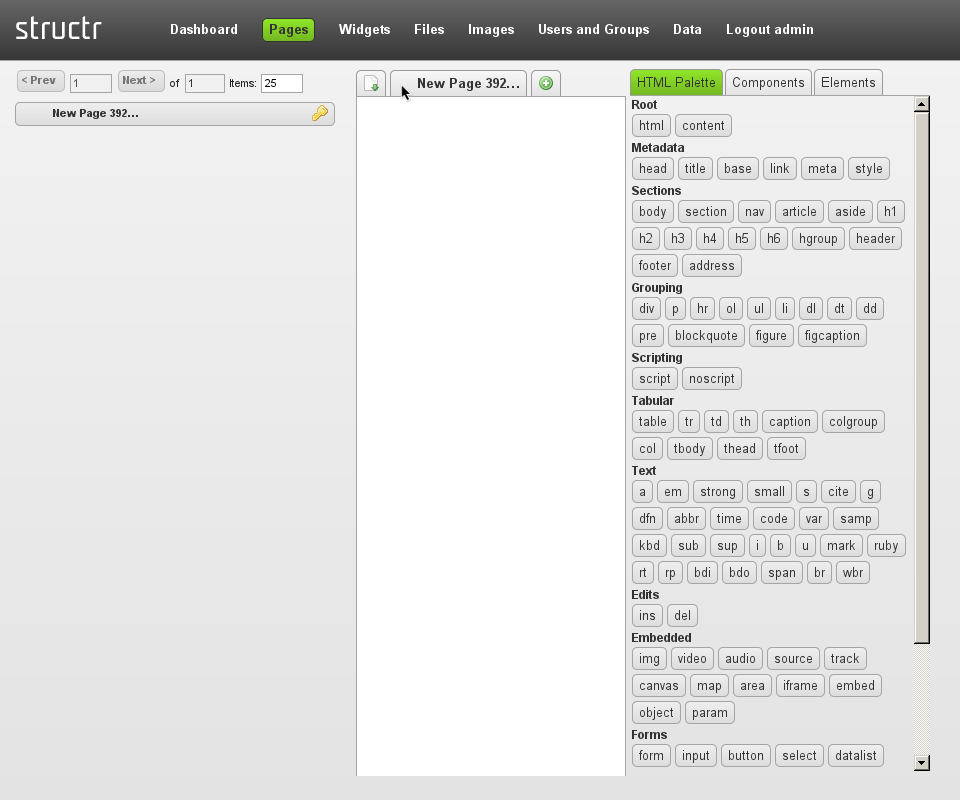 structr Dashboard Pages Widgets Files Images Users and Groups Data Logout admin
< Prev 1 Next > of 1 Items: 25
New Page 392...
New Page 392...
HTML Palette Components Elements
Root
html content
Metadata
head title base link meta style
Sections
body section nav article aside h1
h2 h3 h4 h5 h6 hgroup header
footer address
Grouping
div p hr ol ul li dl dt dd
pre blockquote figure figcaption
Scripting
script noscript
Tabular
table tr td th caption colgroup
col tbody thead tfoot
Text
a em strong small s cite g
dfn abbr time code var samp
kbd sub sup i b u mark ruby
rt rp bdi bdo span br wbr
Edits
ins del
Embedded
img video audio source track
canvas map area iframe embed
object param
Forms
form input button select datalist